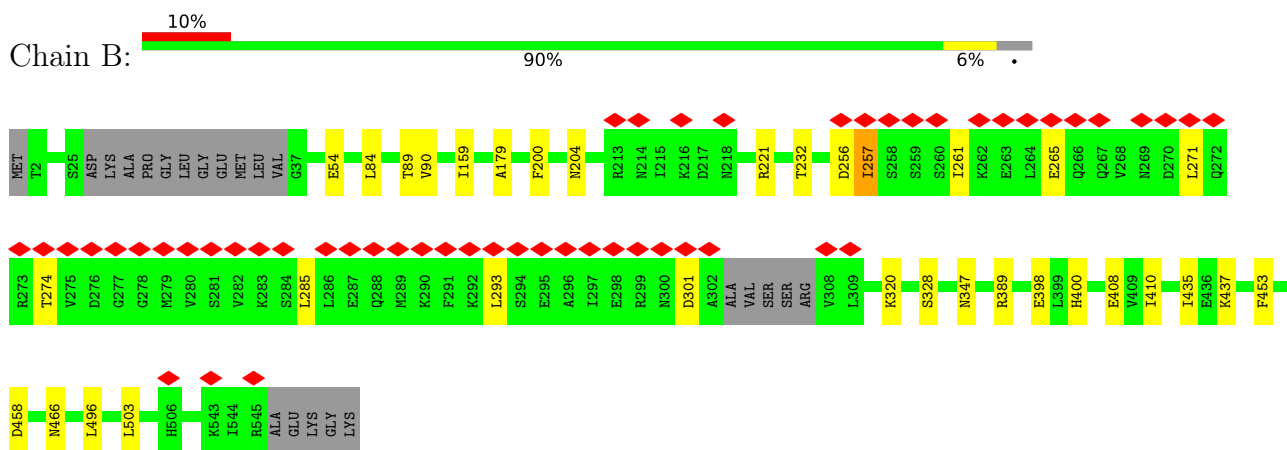 10%
Chain B:
90% 6% •
MET T2 S25 ASP LYS ALA PRO GLY LEU GLY GLU MET LEU VAL G37 E54 L84 T89 V90 I159 A179 F200 N204 R213 N214 I215 K216 D217 N218 R221 T232 D256 I257 S258 S259 S260 I261 K262 E263 L264 E265 Q266 Q267 V268 N269 D270 L271 Q272
R273 T274 V275 D276 G277 G278 M279 V280 S281 V282 K283 S284 L285 L286 E287 Q288 M289 K290 F291 K292 L293 S294 E295 A296 I297 E298 R299 N300 D301 A302 ALA VAL SER SER ARG V308 L309 K320 S328 N347 R389 E398 L399 H400 E408 V409 I410 I435 E436 K437 F453
D458 N466 L496 L503 H506 K543 I544 R545 ALA GLU LYS GLY LYS